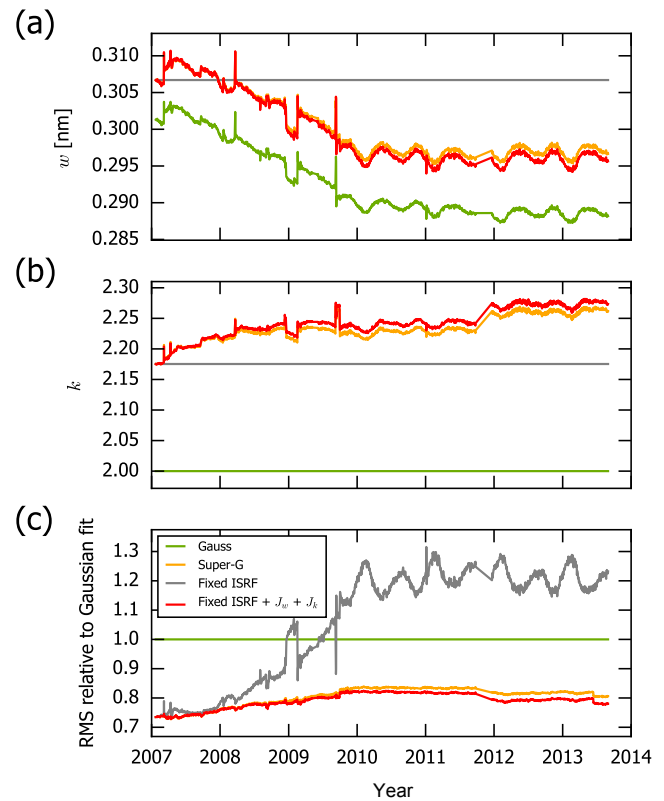 (a)
0.310
0.305
0.300
0.295
0.290
0.285
w [nm]
(b)
2.30
2.25
2.20
2.15
2.10
2.05
2.00
k
(c)
1.3
1.2
1.1
1.0
0.9
0.8
0.7
RMS relative to Gaussian fit
Gauss
Super-G
Fixed ISRF
Fixed ISRF + J_w + J_k
2007 2008 2009 2010 2011 2012 2013 2014
Year